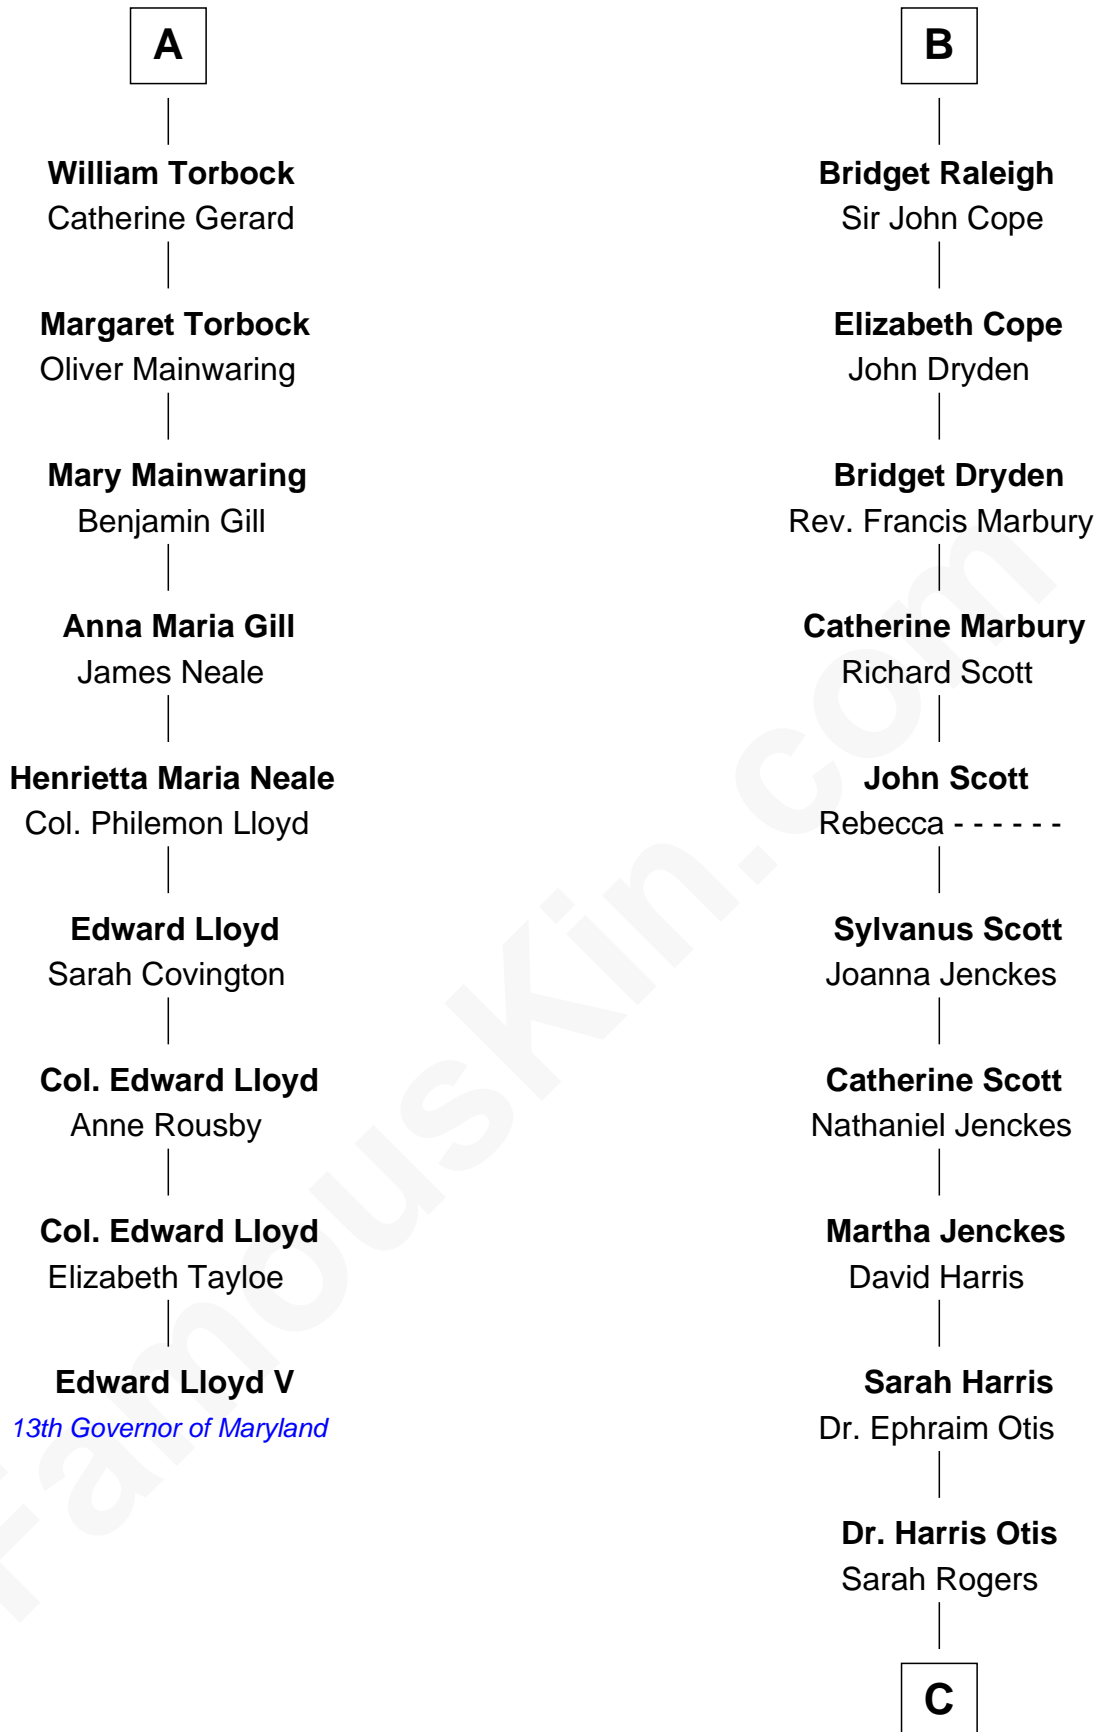 A
William Torbock
Catherine Gerard
Margaret Torbock
Oliver Mainwaring
Mary Mainwaring
Benjamin Gill
Anna Maria Gill
James Neale
Henrietta Maria Neale
Col. Philemon Lloyd
Edward Lloyd
Sarah Covington
Col. Edward Lloyd
Anne Rousby
Col. Edward Lloyd
Elizabeth Tayloe
Edward Lloyd V
13th Governor of Maryland
B
Bridget Raleigh
Sir John Cope
Elizabeth Cope
John Dryden
Bridget Dryden
Rev. Francis Marbury
Catherine Marbury
Richard Scott
John Scott
Rebecca - - - - - -
Sylvanus Scott
Joanna Jenckes
Catherine Scott
Nathaniel Jenckes
Martha Jenckes
David Harris
Sarah Harris
Dr. Ephraim Otis
Dr. Harris Otis
Sarah Rogers
C
FamousKin.com